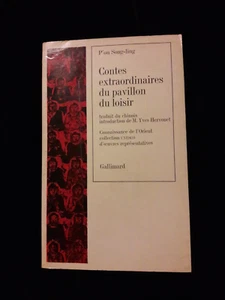 P'ou Song-ling
Contes
extraordinaires
du pavillon
du loisir
traduit du chinois
introduction de M. Yves Hervouet
Connaissance de l'Orient
collection UNESCO
d'œuvres représentatives
Gallimard